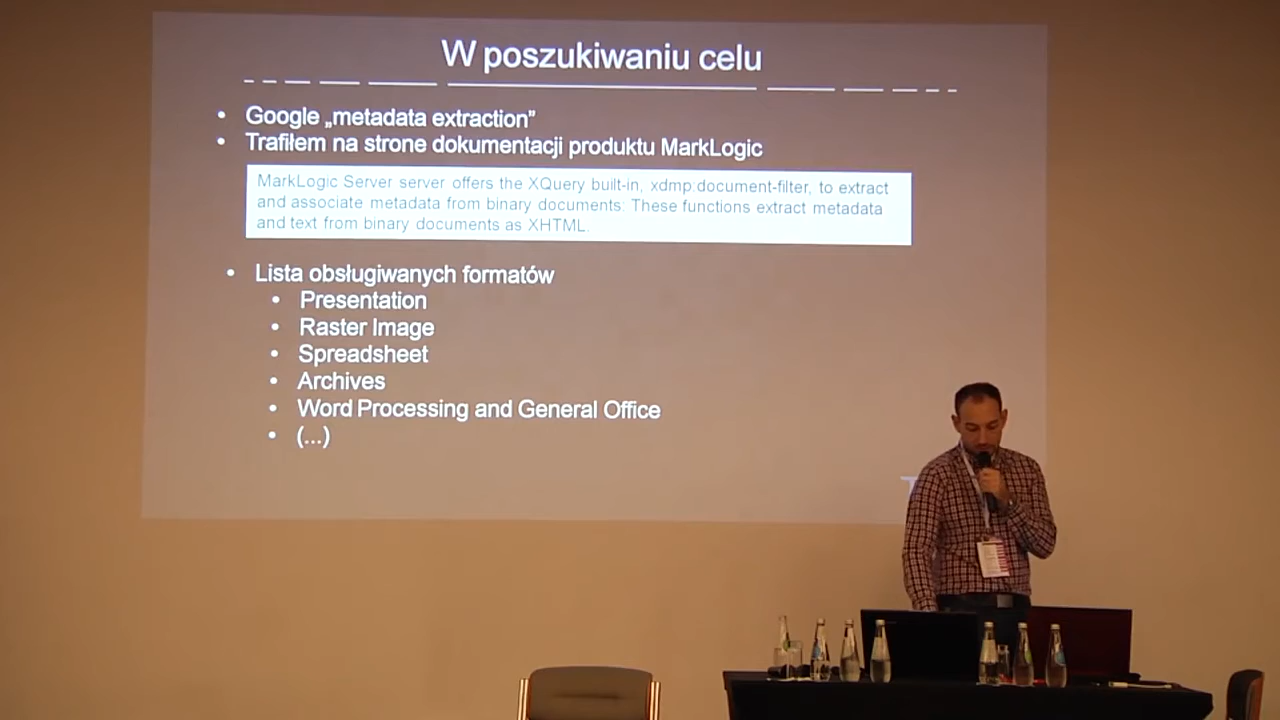 W poszukiwaniu celu
• Google „metadata extraction”
• Trafiłem na strone dokumentacji produktu MarkLogic
MarkLogic Server server offers the XQuery built-in, xdmp:document-filter, to extract
and associate metadata from binary documents: These functions extract metadata
and text from binary documents as XHTML.
• Lista obsługiwanych formatów
• Presentation
• Raster Image
• Spreadsheet
• Archives
• Word Processing and General Office
• (...)